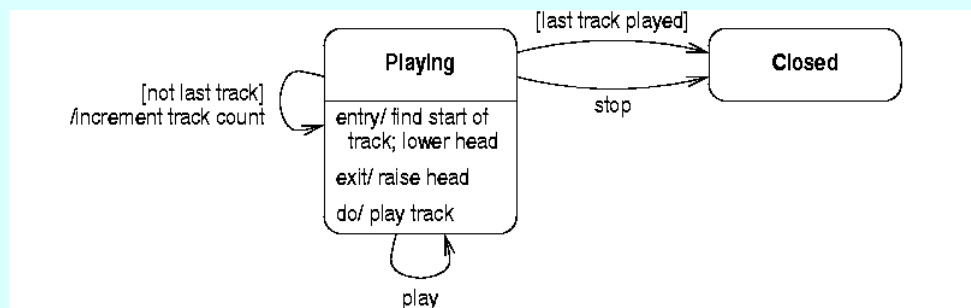 [last track played]
Playing
Closed
[not last track]
/increment track count
stop
entry/ find start of
track; lower head
exit/ raise head
do/ play track
play